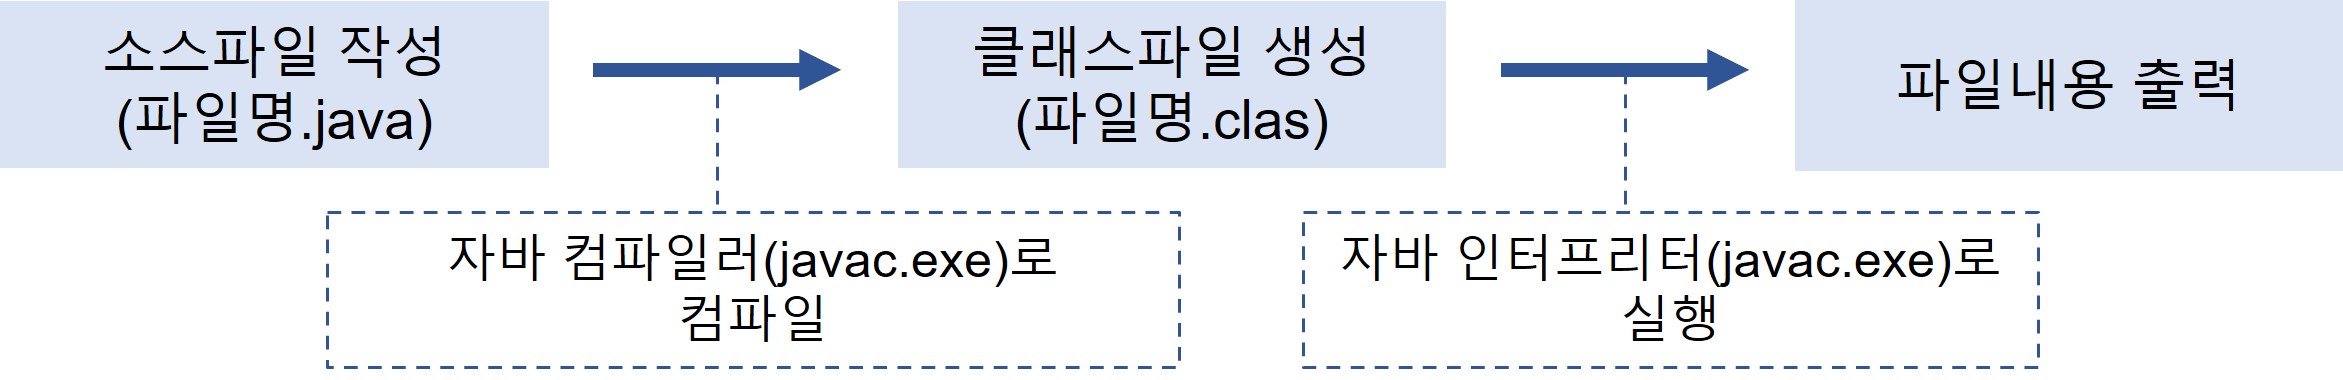 소스파일 작성
(파일명.java)
클래스파일 생성
(파일명.clas)
파일내용 출력
자바 컴파일러(javac.exe)로
컴파일
자바 인터프리터(javac.exe)로
실행